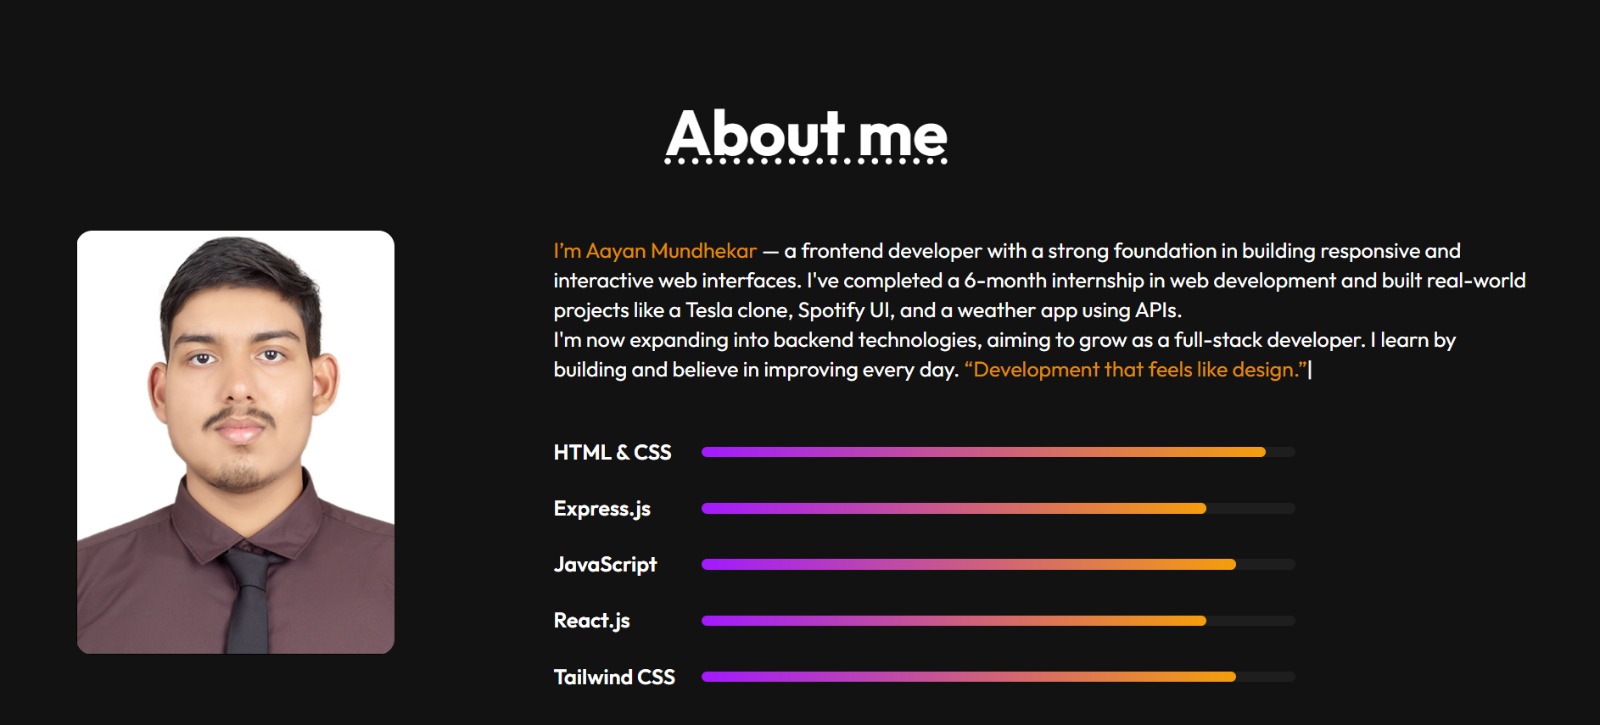 About me
I’m Aayan Mundhekar — a frontend developer with a strong foundation in building responsive and
interactive web interfaces. I've completed a 6-month internship in web development and built real-world
projects like a Tesla clone, Spotify UI, and a weather app using APIs.
I'm now expanding into backend technologies, aiming to grow as a full-stack developer. I learn by
building and believe in improving every day. “Development that feels like design.”|
HTML & CSS
Express.js
JavaScript
React.js
Tailwind CSS